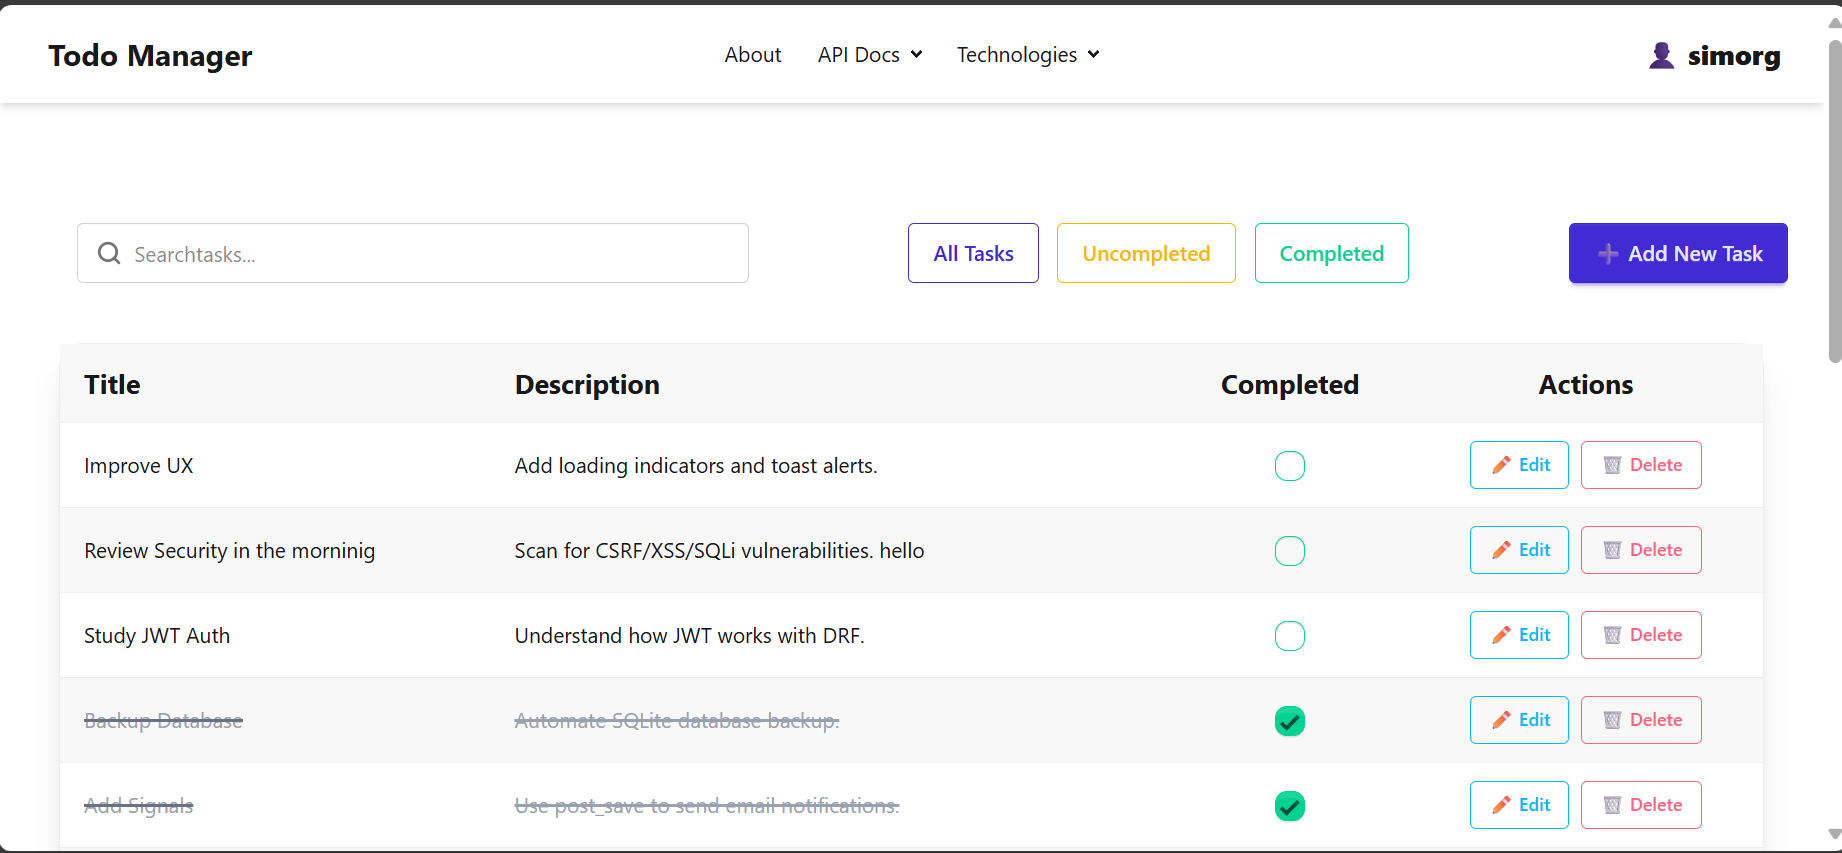 Todo Manager About API Docs Technologies simorg
Searchtasks... All Tasks Uncompleted Completed Add New Task
Title Description Completed Actions
Improve UX Add loading indicators and toast alerts. Edit Delete
Review Security in the morninig Scan for CSRF/XSS/SQLi vulnerabilities. hello Edit Delete
Study JWT Auth Understand how JWT works with DRF. Edit Delete
Backup Database Automate SQLite database backup. Edit Delete
Add Signals Use post_save to send email notifications. Edit Delete